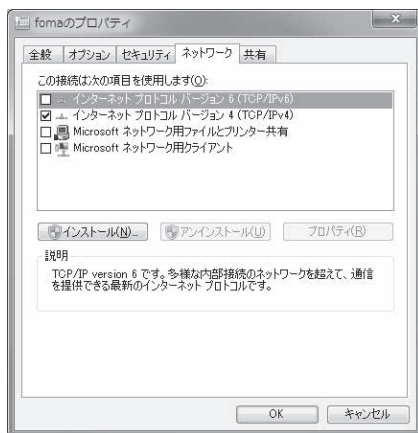 fomaのプロパティ
全般 オプション セキュリティ ネットワーク 共有
この接続は次の項目を使用します(O):
インターネット プロトコル バージョン 6 (TCP/IPv6)
インターネット プロトコル バージョン 4 (TCP/IPv4)
Microsoft ネットワーク用ファイルとプリンター共有
Microsoft ネットワーク用クライアント
インストール(N)... アンインストール(U) プロパティ(R)
説明
TCP/IP version 6 です。多様な内部接続のネットワークを超えて、通信
を提供できる最新のインターネット プロトコルです。
OK キャンセル